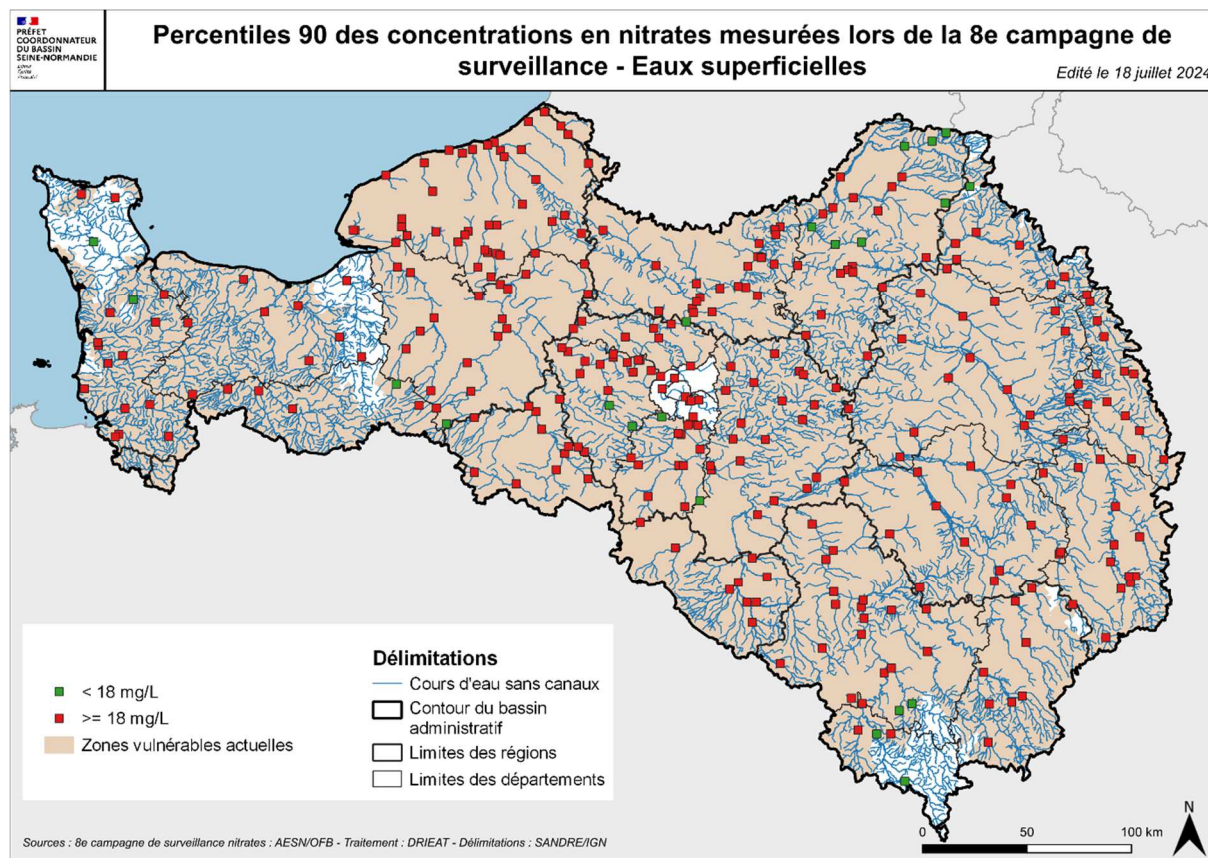 PRÉFET
COORDONNATEUR
DU BASSIN
SEINE-NORMANDIE
Percentiles 90 des concentrations en nitrates mesurées lors de la 8e campagne de
surveillance - Eaux superficielles
Edité le 18 juillet 2024
< 18 mg/L
>= 18 mg/L
Zones vulnérables actuelles
Délimitations
Cours d'eau sans canaux
Contour du bassin
administratif
Limites des régions
Limites des départements
Sources : 8e campagne de surveillance nitrates : AESN/OFB - Traitement : DRIEAT - Délimitations : SANDRE/IGN
0 50 100 km
N